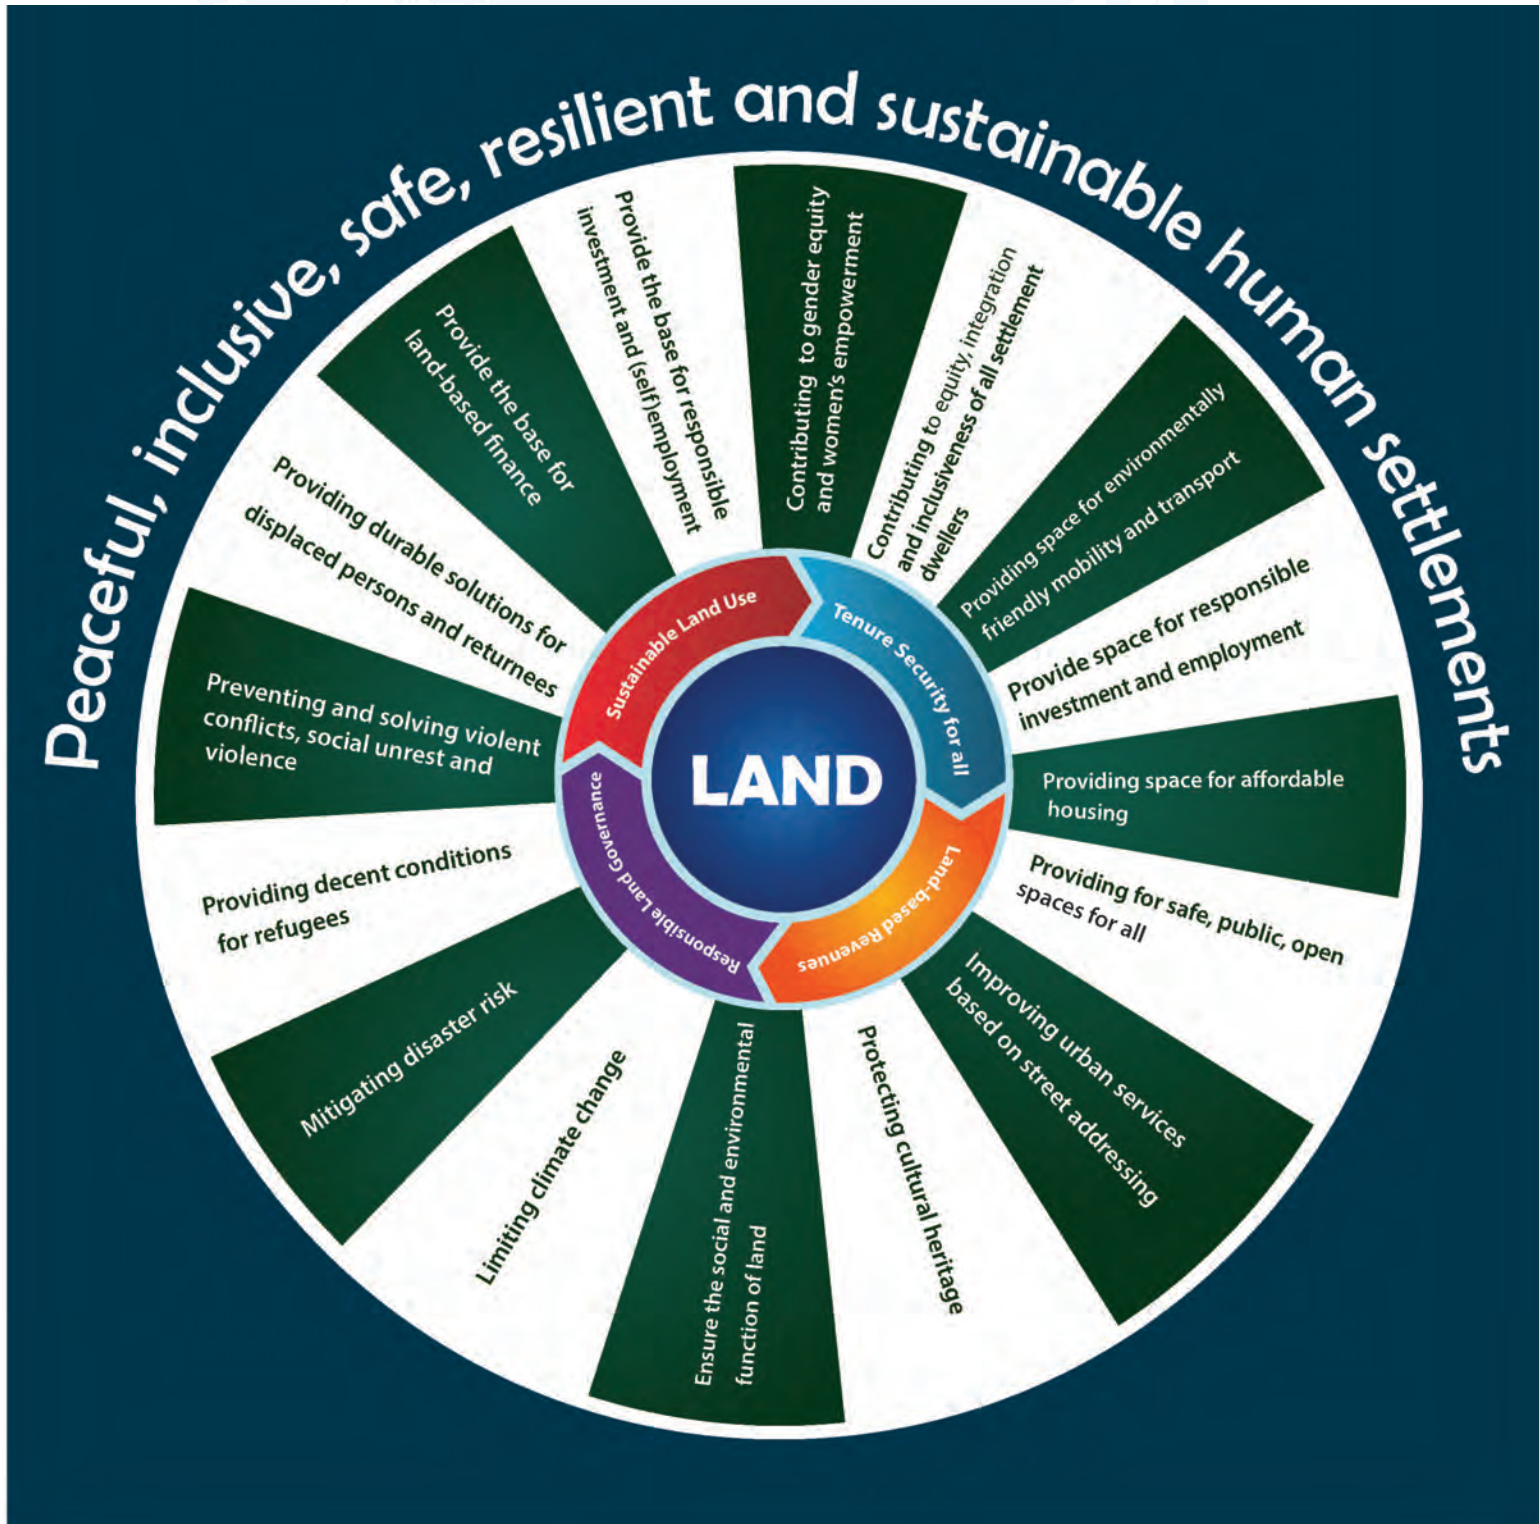 Peaceful, inclusive, safe, resilient and sustainable human settlements
Contributing to gender equity
and women's empowerment
Contributing to equity, integration
and inclusiveness of all settlement
dwellers
Providing space for environmentally
friendly mobility and transport
Provide space for responsible
investment and employment
Providing space for affordable
housing
Providing for safe, public, open
spaces for all
Improving urban services
based on street addressing
Protecting cultural heritage
Ensure the social and environmental
function of land
Limiting climate change
Mitigating disaster risk
Providing decent conditions
for refugees
Preventing and solving violent
conflicts, social unrest and
violence
Providing durable solutions for
displaced persons and returnees
Provide the base for
land-based finance
Provide the base for responsible
investment and (self)employment
Sustainable Land Use
Tenure Security for all
Land-based Revenues
Responsible Land Governance
LAND